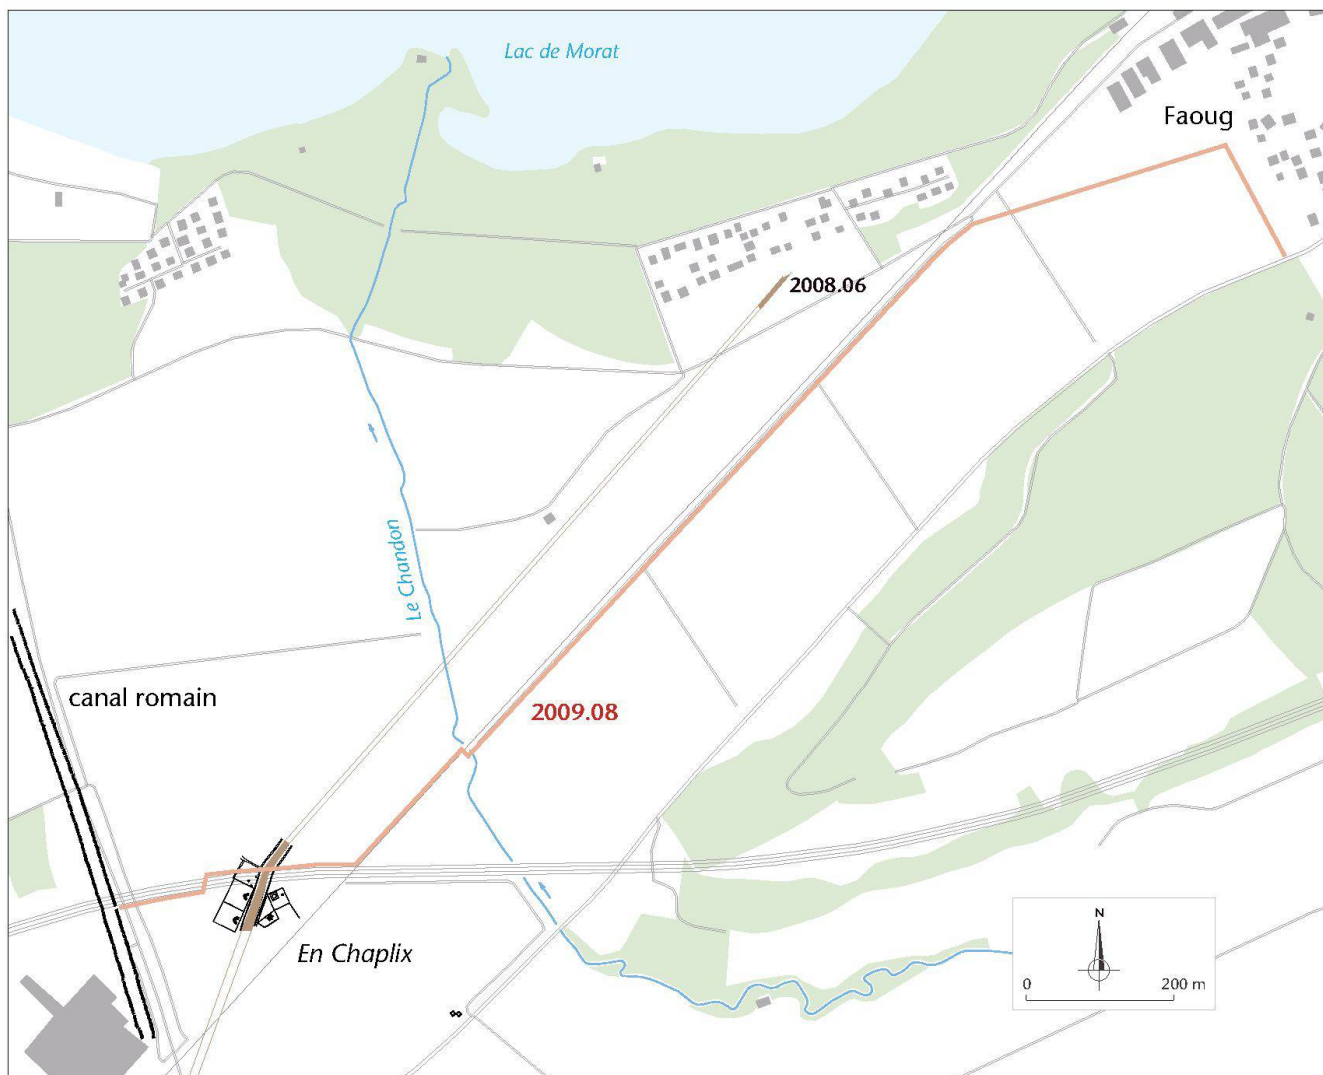 Lac de Morat
Faoug
2008.06
Le Chandon
canal romain
2009.08
En Chaplix
N
0 200 m